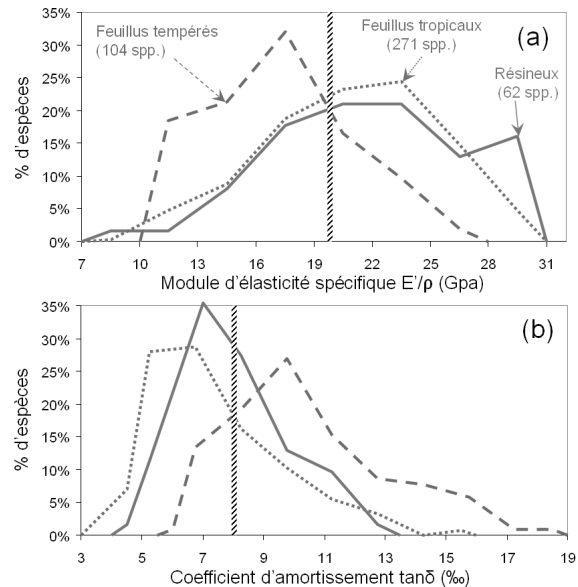 35%
30%
25%
20%
15%
10%
5%
0%
% d'espèces
Feuillus tempérés
(104 spp.)
Feuillus tropicaux
(271 spp.)
(a)
Résineux
(62 spp.)
7 10 13 16 19 22 25 28 31
Module d'élasticité spécifique E'/ρ (Gpa)
35%
30%
25%
20%
15%
10%
5%
0%
% d'espèces
(b)
3 5 7 9 11 13 15 17 19
Coefficient d'amortissement tanδ (‰)